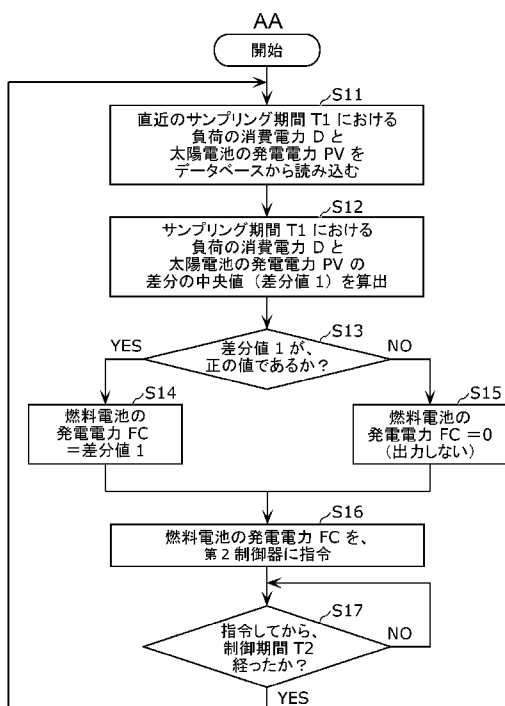 AA
開始
S11
直近のサンプリング期間 T1 における
負荷の消費電力 D と
太陽電池の発電電力 PV を
データベースから読み込む
S12
サンプリング期間 T1 における
負荷の消費電力 D と
太陽電池の発電電力 PV の
差分の中央値（差分値 1）を算出
S13
差分値 1 が、
正の値であるか？
YES
NO
S14
燃料電池の
発電電力 FC
＝差分値 1
S15
燃料電池の
発電電力 FC ＝0
（出力しない）
S16
燃料電池の発電電力 FC を、
第２制御器に指令
S17
指令してから、
制御期間 T2
経ったか？
NO
YES